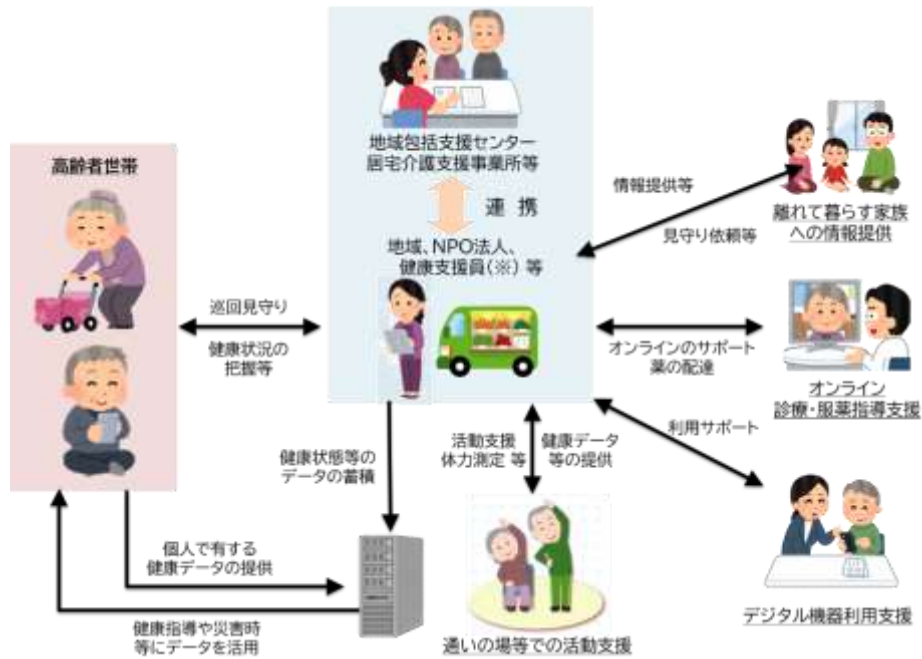 地域包括支援センター
居宅介護支援事業所等
高齢者世帯
連 携
地域、NPO法人、
健康支援員(※) 等
情報提供等
見守り依頼等
離れて暮らす家族
への情報提供
巡回見守り
健康状況の
把握等
オンラインのサポート
薬の配達
オンライン
診療・服薬指導支援
利用サポート
健康状態等の
データの蓄積
活動支援
体力測定 等
健康データ
等の提供
個人で有する
健康データの提供
デジタル機器利用支援
健康指導や災害時
等にデータを活用
通いの場等での活動支援